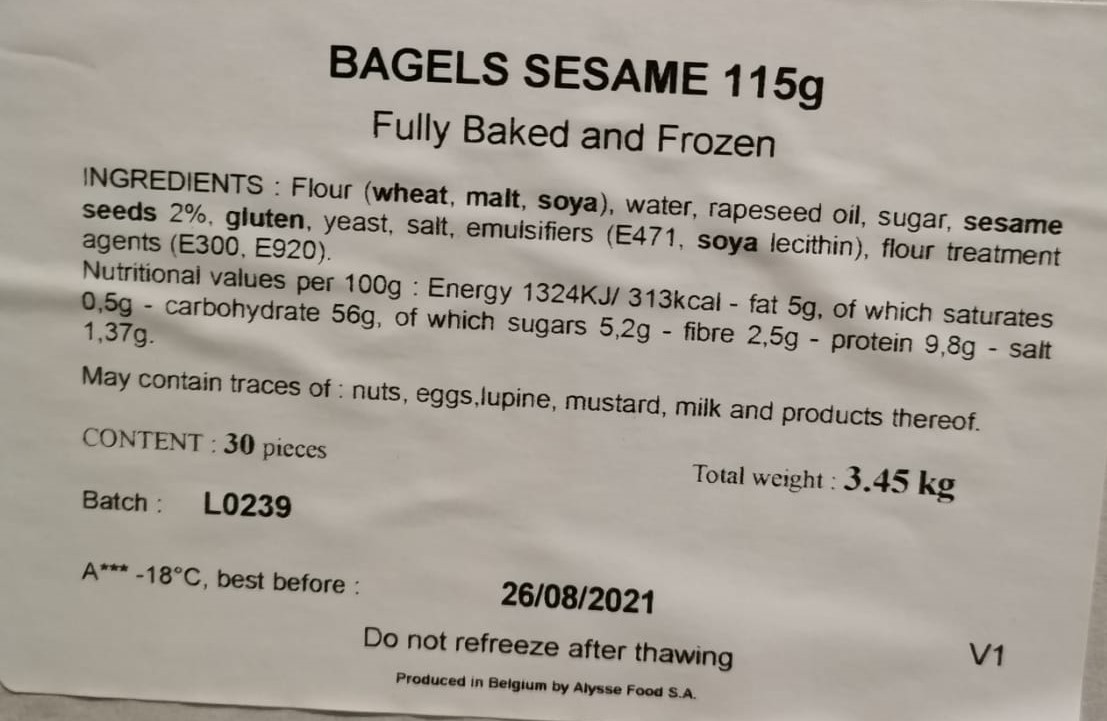 BAGELS SESAME 115g
Fully Baked and Frozen
INGREDIENTS : Flour (wheat, malt, soya), water, rapeseed oil, sugar, sesame
seeds 2%, gluten, yeast, salt, emulsifiers (E471, soya lecithin), flour treatment
agents (E300, E920).
Nutritional values per 100g : Energy 1324KJ/ 313kcal - fat 5g, of which saturates
0,5g - carbohydrate 56g, of which sugars 5,2g - fibre 2,5g - protein 9,8g - salt
1,37g.
May contain traces of : nuts, eggs,lupine, mustard, milk and products thereof.
CONTENT : 30 pieces
Total weight : 3.45 kg
Batch : L0239
A*** -18°C, best before : 26/08/2021
Do not refreeze after thawing
V1
Produced in Belgium by Alysse Food S.A.